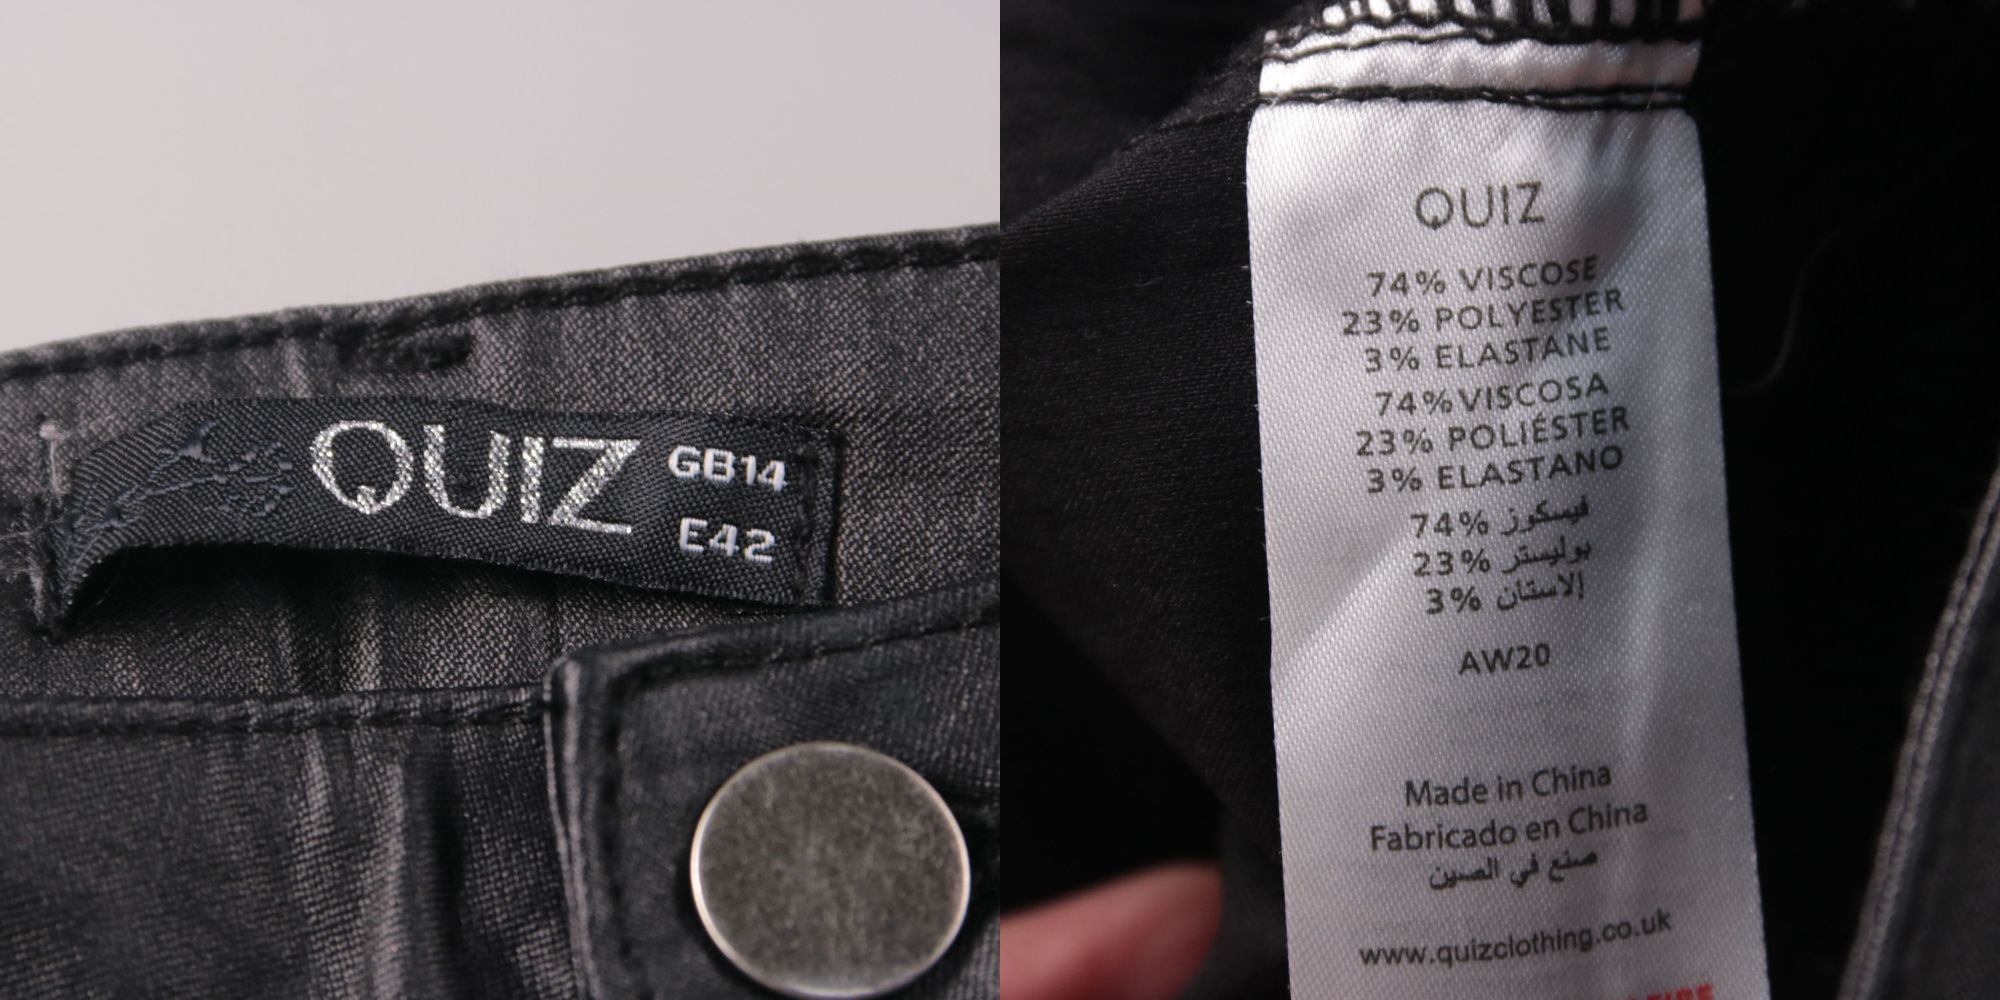 QUIZ
GB14
E42
QUIZ
74% VISCOSE
23% POLYESTER
3% ELASTANE
74% VISCOSA
23% POLIÉSTER
3% ELASTANO
74% فيسكوز
23% بوليستر
3% إلاستان
AW20
Made in China
Fabricado en China
صنع في الصين
www.quizclothing.co.uk